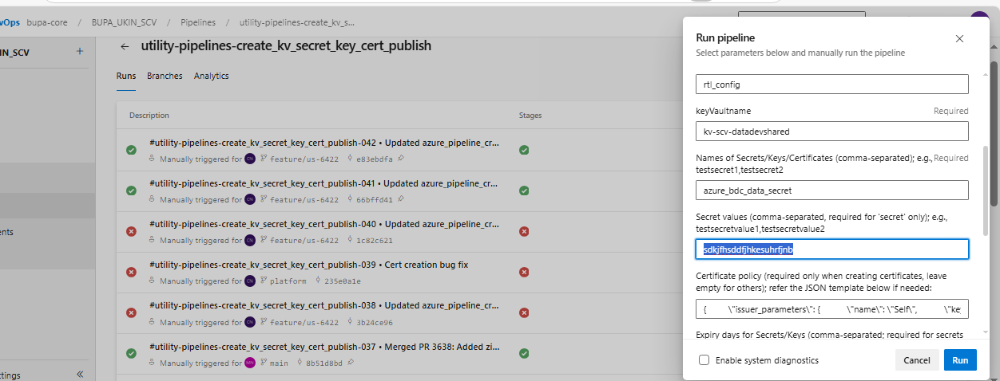 vOps bupa-core / BUPA_UKIN_SCV / Pipelines / utility-pipelines-create_kv_s...
IN_SCV +
ents
ttings
← utility-pipelines-create_kv_secret_key_cert_publish
Runs Branches Analytics
Description Stages
#utility-pipelines-create_kv_secret_key_cert_publish-042 • Updated azure_pipeline_cr...
Manually triggered for CN feature/us-6422 e83ebdfa
#utility-pipelines-create_kv_secret_key_cert_publish-041 • Updated azure_pipeline_cr...
Manually triggered for CN feature/us-6422 66bffd41
#utility-pipelines-create_kv_secret_key_cert_publish-040 • Updated azure_pipeline_cr...
Manually triggered for CN feature/us-6422 1c82c621
#utility-pipelines-create_kv_secret_key_cert_publish-039 • Cert creation bug fix
Manually triggered for CN platform 235e0a1e
#utility-pipelines-create_kv_secret_key_cert_publish-038 • Updated azure_pipeline_cr...
Manually triggered for CN feature/us-6422 3b24ce96
#utility-pipelines-create_kv_secret_key_cert_publish-037 • Merged PR 3638: Added zi...
Manually triggered for MN main 8b51d8bd
Run pipeline
Select parameters below and manually run the pipeline
rtl_config
keyVaultname Required
kv-scv-datadevshared
Names of Secrets/Keys/Certificates (comma-separated); e.g., Required
testsecret1,testsecret2
azure_bdc_data_secret
Secret values (comma-separated, required for 'secret' only); e.g.,
testsecretvalue1,testsecretvalue2
sdkjfhsddfjhkesuhrfjnb
Certificate policy (required only when creating certificates, leave
empty for others); refer the JSON template below if needed:
{ \"issuer_parameters\": { \"name\": \"Self\", \"ke
Expiry days for Secrets/Keys (comma-separated; required for secrets
Enable system diagnostics
Cancel Run